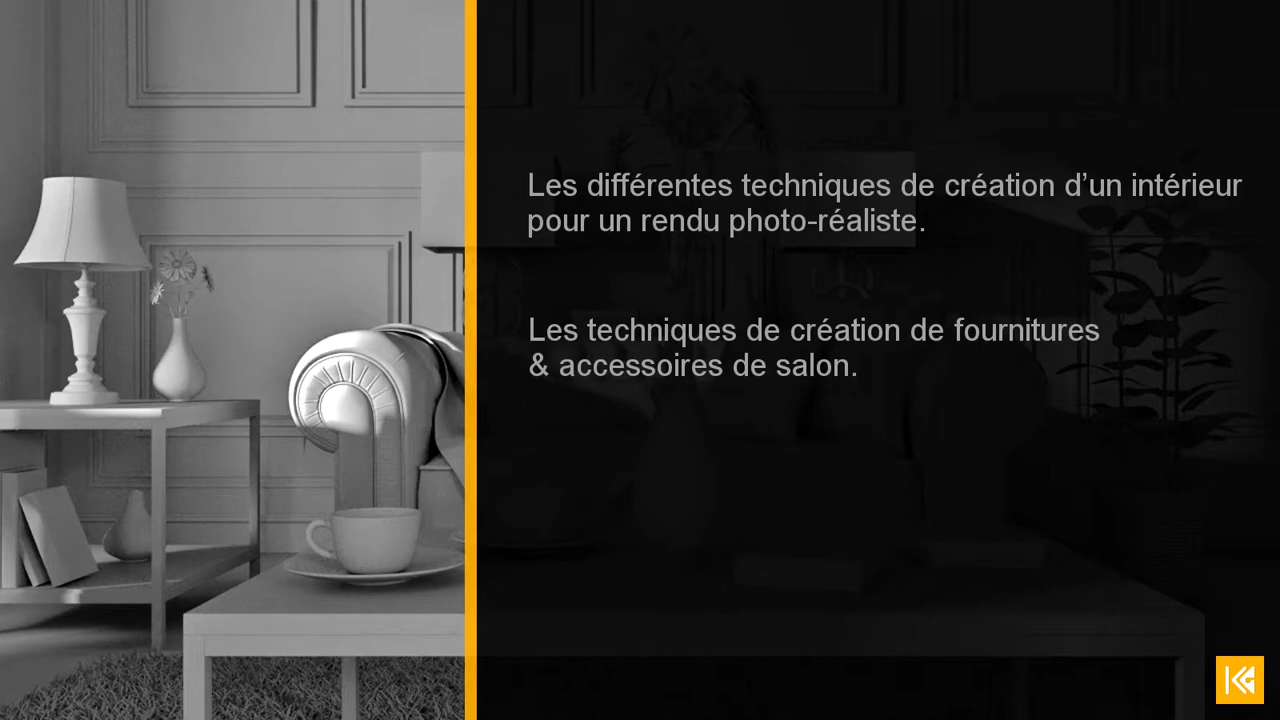 Les différentes techniques de création d’un intérieur
pour un rendu photo-réaliste.
Les techniques de création de fournitures
& accessoires de salon.